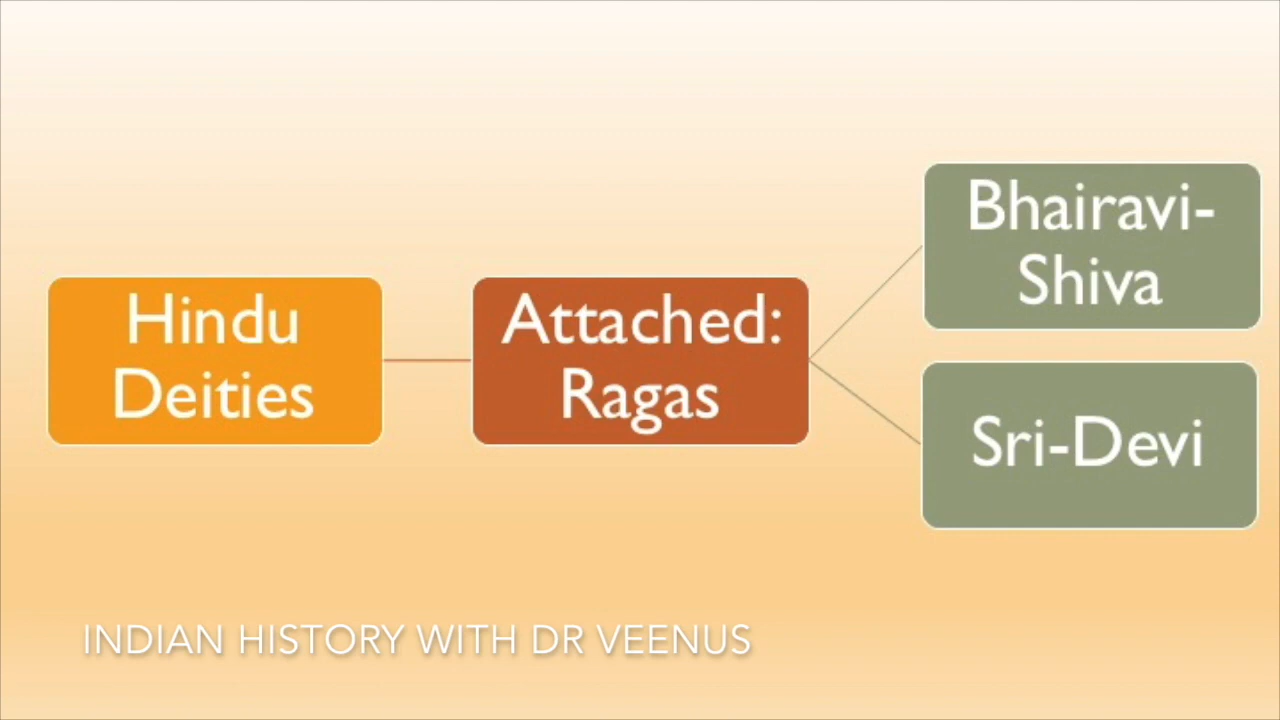 Hindu
Deities
Attached:
Ragas
Bhairavi-
Shiva
Sri-Devi
INDIAN HISTORY WITH DR VEENUS